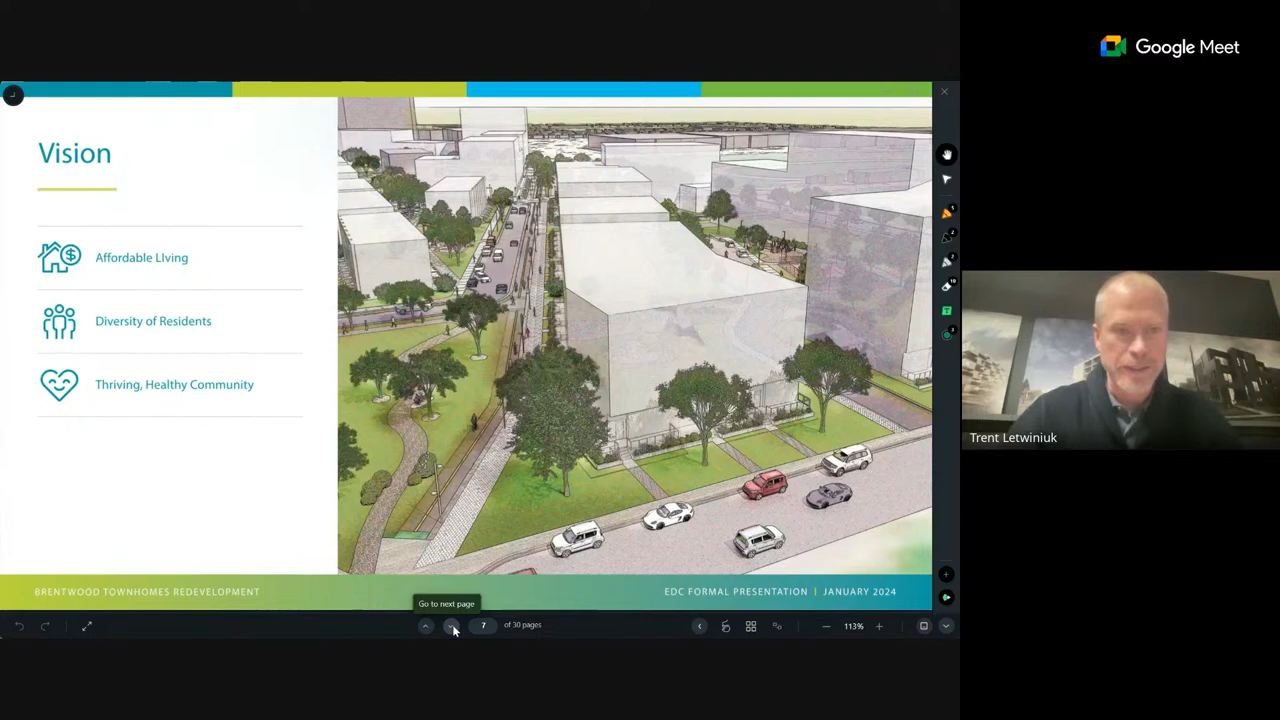 Google Meet
Vision
Affordable LIving
Diversity of Residents
Thriving, Healthy Community
Trent Letwiniuk
BRENTWOOD TOWNHOMES REDEVELOPMENT
EDC FORMAL PRESENTATION | JANUARY 2024
Go to next page
7 of 30 pages
113%